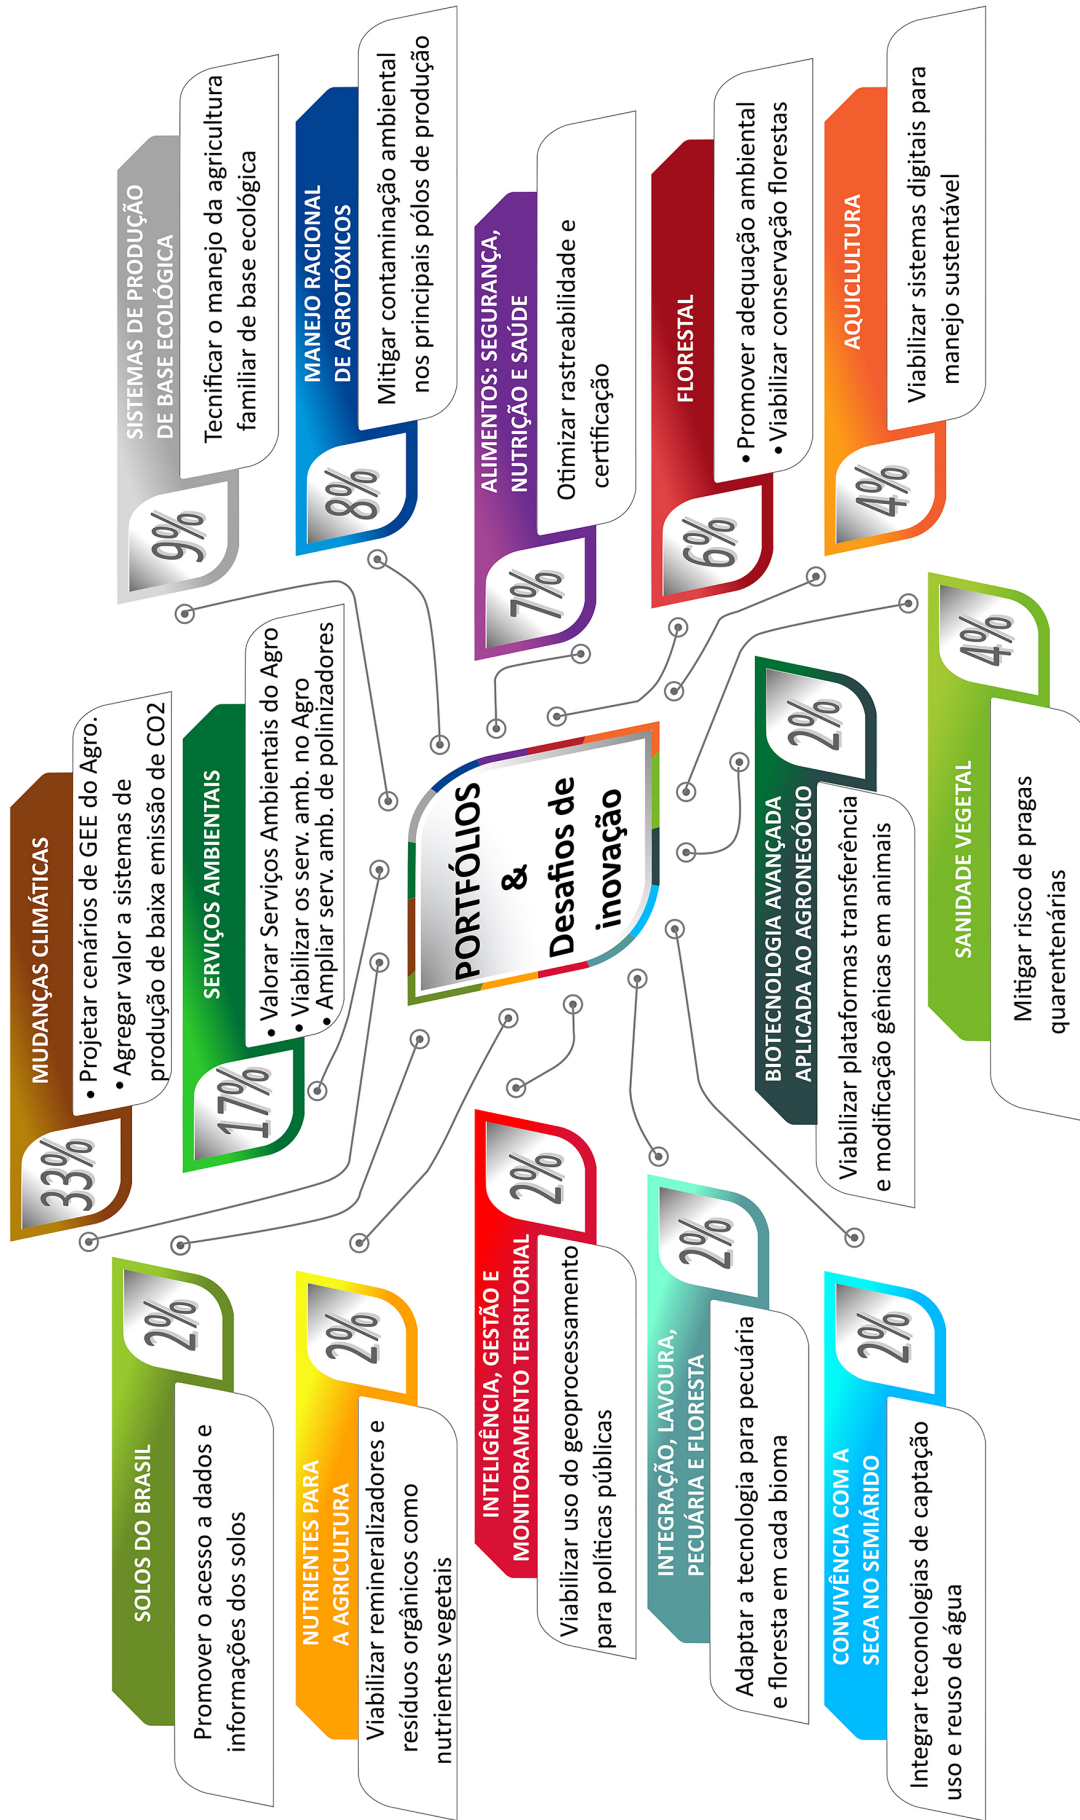 PORTFÓLIOS
&
Desafios de
inovação
MUDANÇAS CLIMÁTICAS
33%
• Projetar cenários de GEE do Agro.
• Agregar valor a sistemas de
produção de baixa emissão de CO2
SERVIÇOS AMBIENTAIS
17%
• Valorar Serviços Ambientais do Agro
• Viabilizar os serv. amb. no Agro
• Ampliar serv. amb. de polinizadores
SISTEMAS DE PRODUÇÃO
DE BASE ECOLÓGICA
9%
Tecnificar o manejo da agricultura
familiar de base ecológica
MANEJO RACIONAL
DE AGROTÓXICOS
8%
Mitigar contaminação ambiental
nos principais pólos de produção
ALIMENTOS: SEGURANÇA,
NUTRIÇÃO E SAÚDE
7%
Otimizar rastreabilidade e
certificação
FLORESTAL
6%
• Promover adequação ambiental
• Viabilizar conservação florestas
AQUICLUTURA
4%
Viabilizar sistemas digitais para
manejo sustentável
SANIDADE VEGETAL
4%
Mitigar risco de pragas
quarentenárias
BIOTECNOLOGIA AVANÇADA
APLICADA AO AGRONEGÓCIO
2%
Viabilizar plataformas transferência
e modificação gênicas em animais
CONVIVÊNCIA COM A
SECA NO SEMIÁRIDO
2%
Integrar teconologias de captação
uso e reuso de água
INTEGRAÇÃO, LAVOURA,
PECUÁRIA E FLORESTA
2%
Adaptar a tecnologia para pecuária
e floresta em cada bioma
INTELIGÊNCIA, GESTÃO E
MONITORAMENTO TERRITORIAL
2%
Viabilizar uso do geoprocessamento
para políticas públicas
NUTRIENTES PARA
A AGRICULTURA
2%
Viabilizar remineralizadores e
resíduos orgênicos como
nutrientes vegetais
SOLOS DO BRASIL
2%
Promover o acesso a dados e
informações dos solos